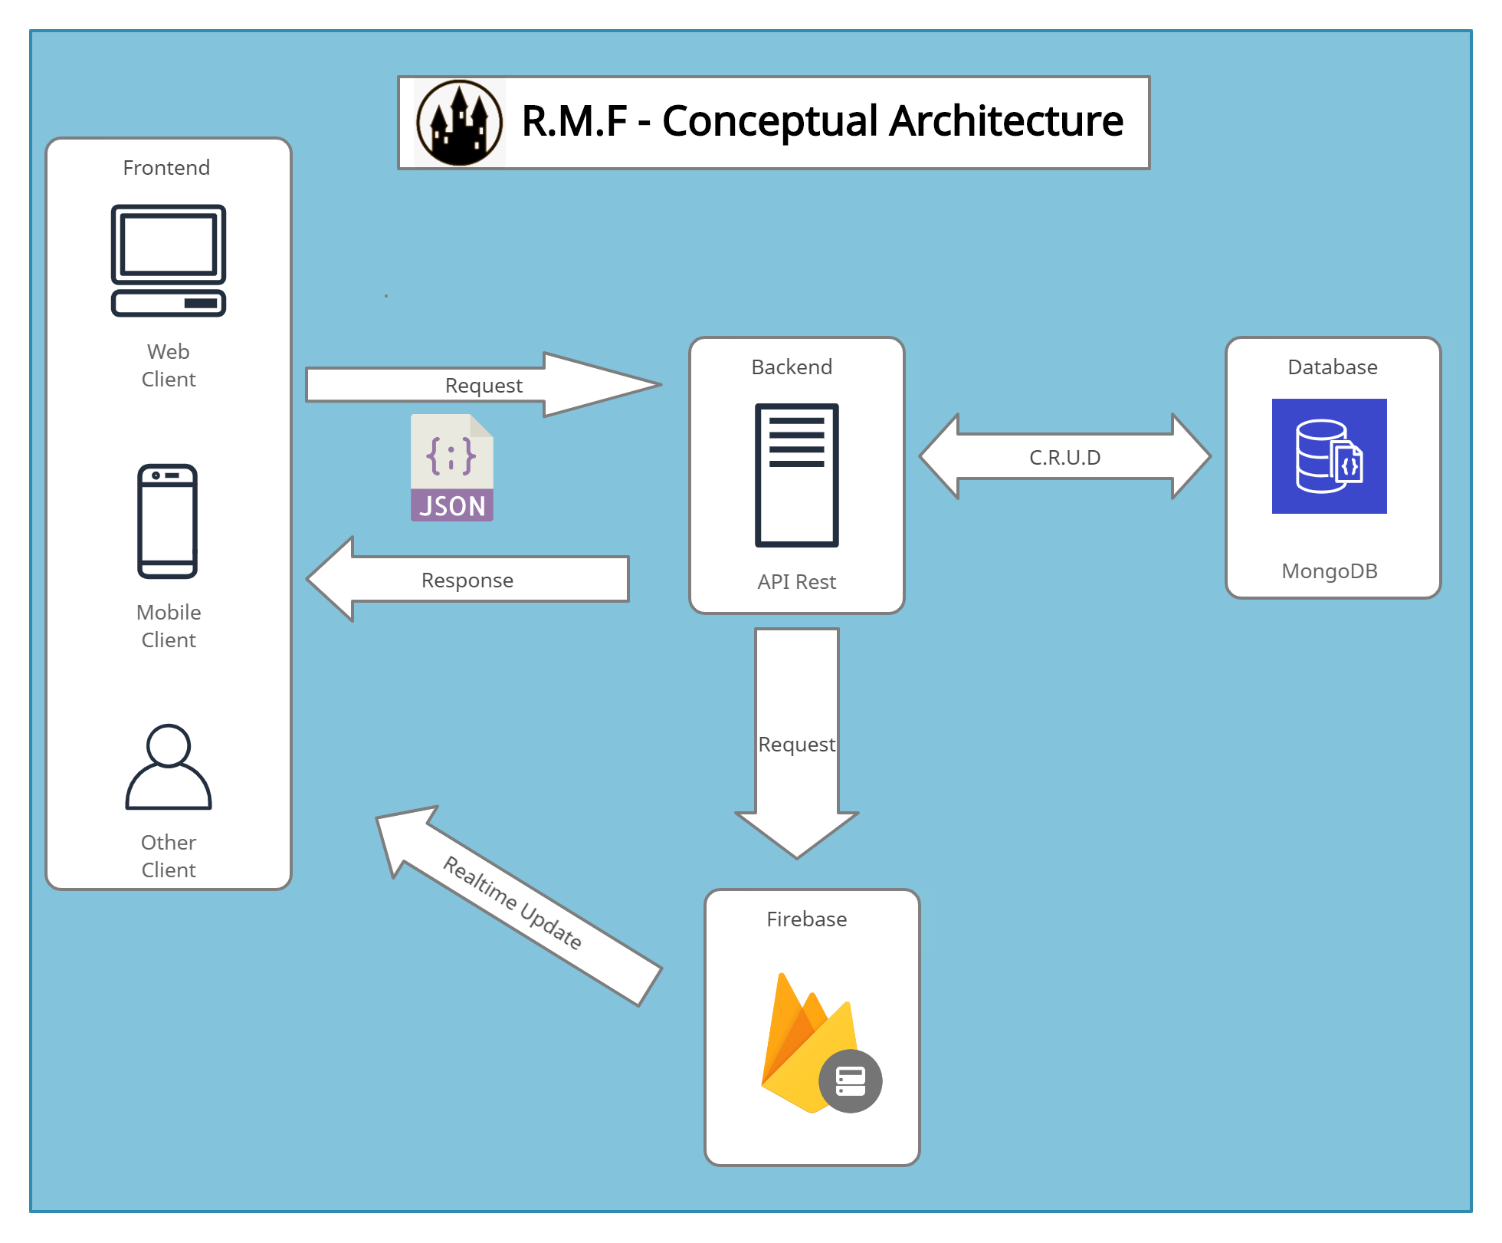 R.M.F - Conceptual Architecture
Frontend
Web
Client
Mobile
Client
Other
Client
Request
{;}
JSON
Response
Backend
API Rest
C.R.U.D
Database
{}
MongoDB
Request
Realtime Update
Firebase